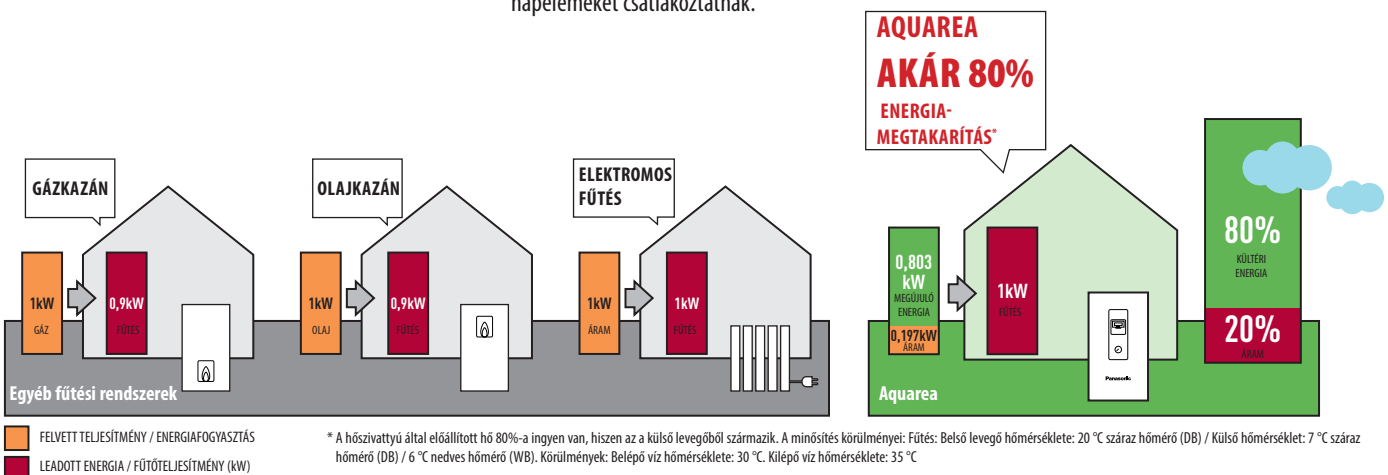 napelemeket csatlakoztatnak.
AQUAREA
AKÁR 80%
ENERGIA-
MEGTAKARÍTÁS*
GÁZKAZÁN
OLAJKAZÁN
ELEKTROMOS
FŰTÉS
1kW
GÁZ
0,9kW
FŰTÉS
1kW
OLAJ
0,9kW
FŰTÉS
1kW
ÁRAM
1kW
FŰTÉS
0,803
kW
MEGÚJULÓ
ENERGIA
0,197kW
ÁRAM
1kW
FŰTÉS
Panasonic
80%
KÜLTÉRI
ENERGIA
20%
ÁRAM
Egyéb fűtési rendszerek
Aquarea
FELVETT TELJESÍTMÉNY / ENERGIAFOGYASZTÁS
LEADOTT ENERGIA / FŰTŐTELJESÍTMÉNY (kW)
* A hőszivattyú által előállított hő 80%-a ingyen van, hiszen az a külső levegőből származik. A minősítés körülményei: Fűtés: Belső levegő hőmérséklete: 20 °C száraz hőmérő (DB) / Külső hőmérséklet: 7 °C száraz
hőmérő (DB) / 6 °C nedves hőmérő (WB). Körülmények: Belépő víz hőmérséklete: 30 °C. Kilépő víz hőmérséklete: 35 °C